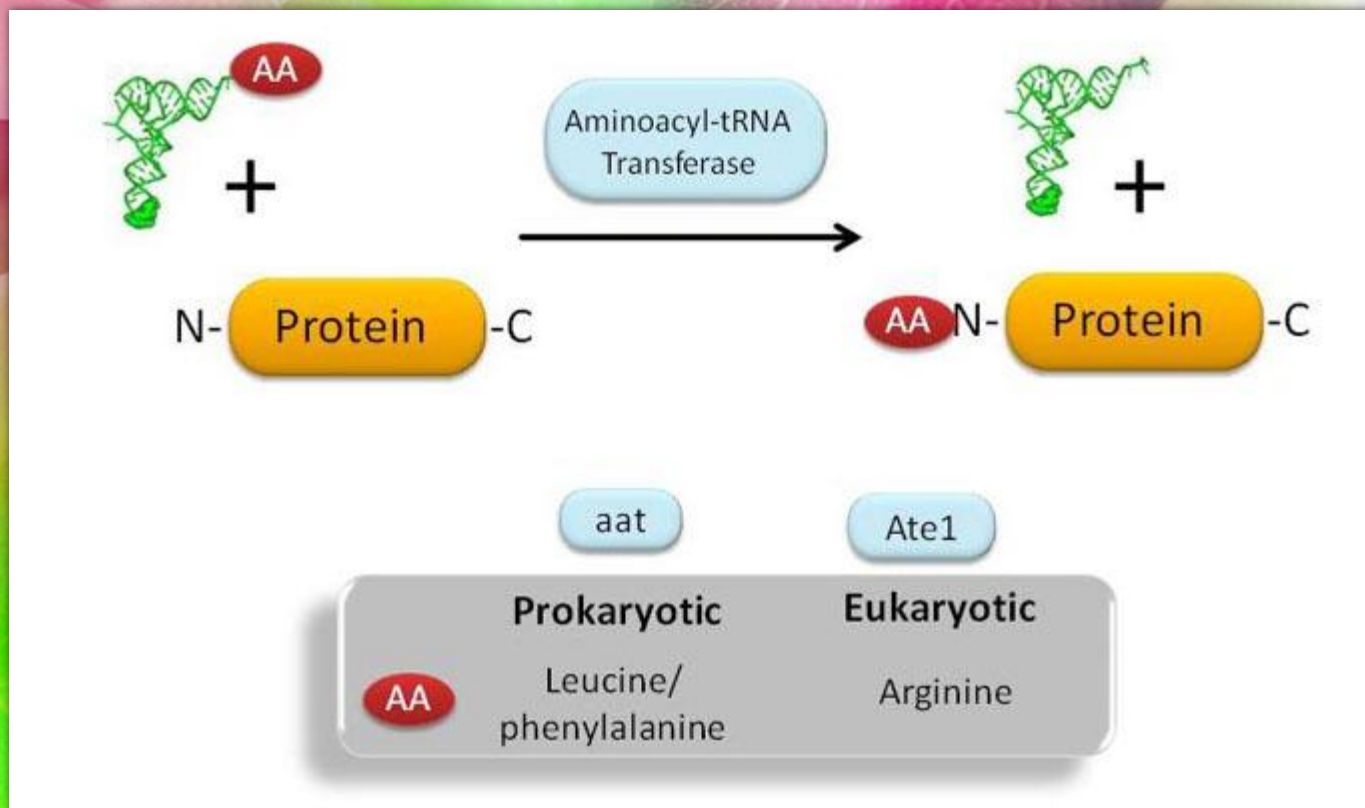 AA
+
Aminoacyl-tRNA
Transferase
+
N- Protein -C
AA N- Protein -C
aat
Ate1
Prokaryotic
Eukaryotic
AA
Leucine/
phenylalanine
Arginine